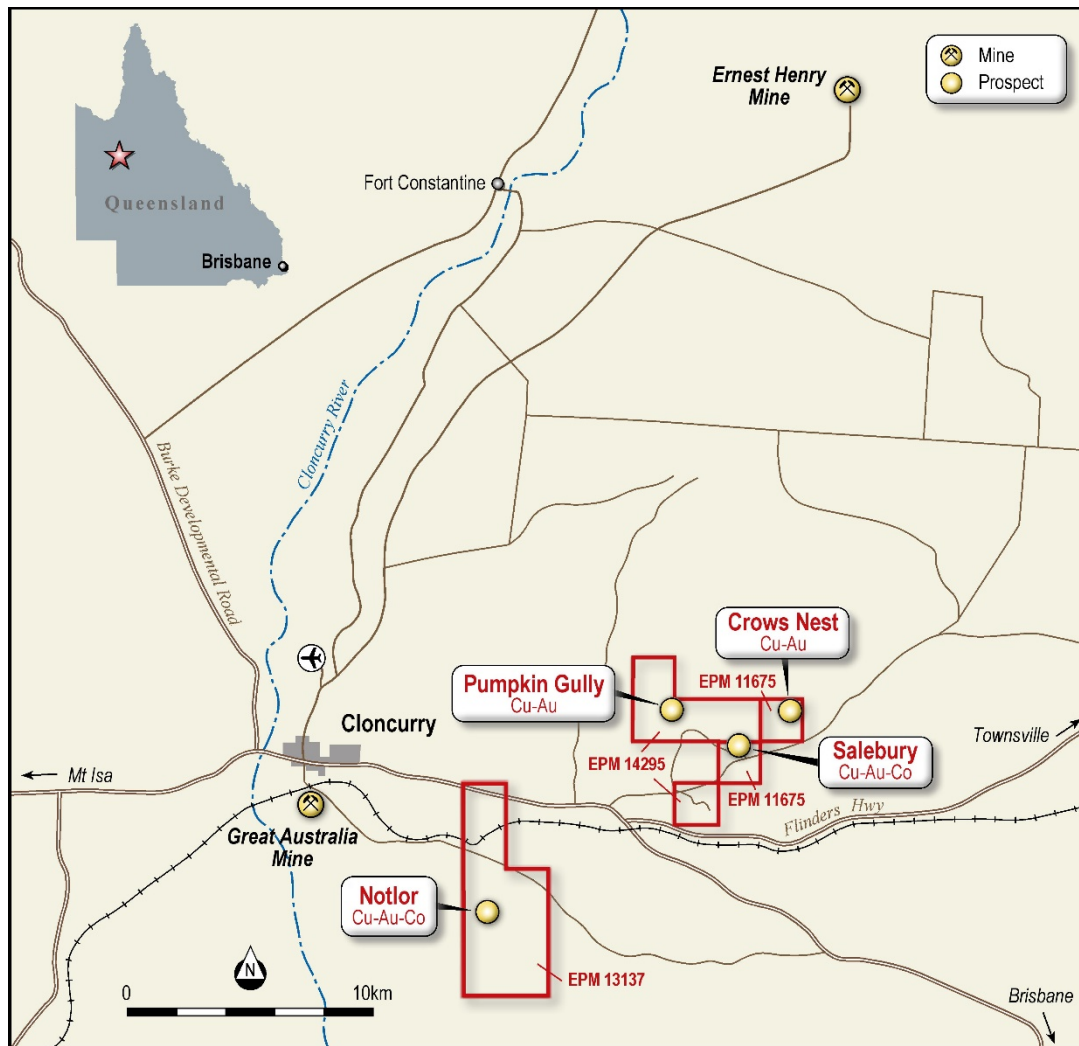 Mine
Prospect
Ernest Henry
Mine
Fort Constantine
Queensland
Brisbane
Cloncurry River
Burke Developmental Road
Crows Nest
Cu-Au
EPM 11675
Pumpkin Gully
Cu-Au
Cloncurry
Salebury
Cu-Au-Co
Townsville
EPM 14295
Mt Isa
EPM 11675
Flinders Hwy
Great Australia
Mine
Notlor
Cu-Au-Co
N
EPM 13137
0
10km
Brisbane